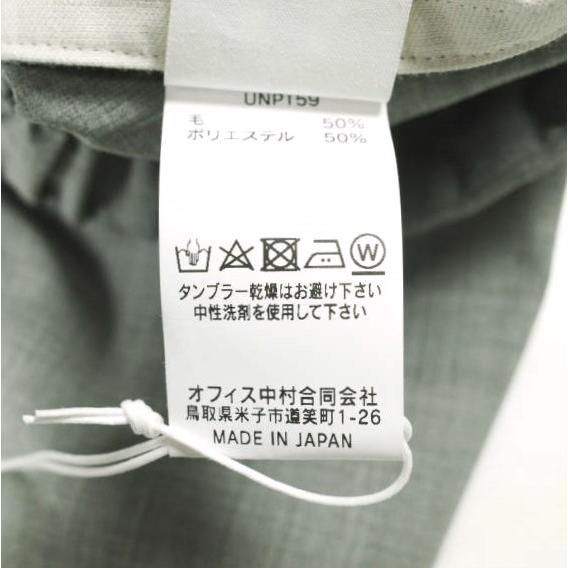 UNP159
毛 50%
ポリエステル 50%
W
タンブラー乾燥はお避け下さい
中性洗剤を使用して下さい
オフィス中村合同会社
鳥取県米子市道笑町1-26
MADE IN JAPAN